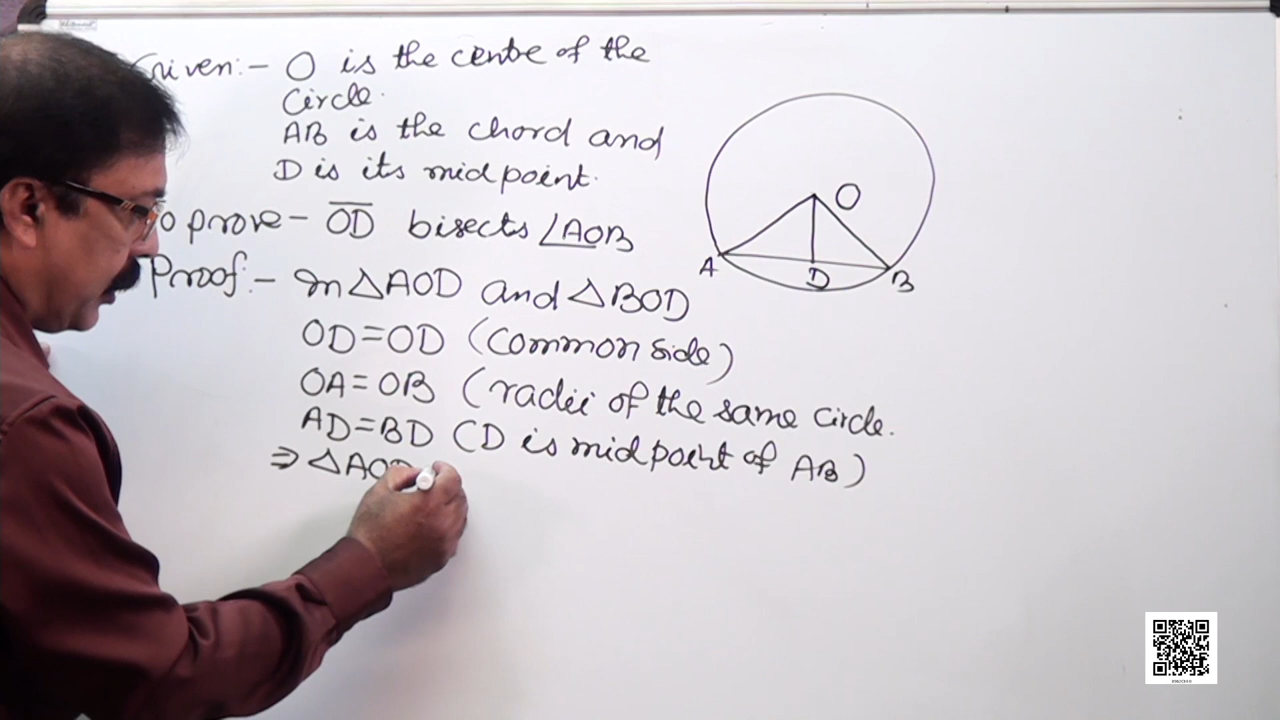 Given:- O is the centre of the
Circle.
AB is the chord and
D is its midpoint.
To prove- OD bisects ∠AOB
Proof:- In △AOD and △BOD
OD=OD (Common side)
OA=OB (radii of the same circle.
AD=BD (D is midpoint of AB)
⇒ △AOD
O
A
D
B